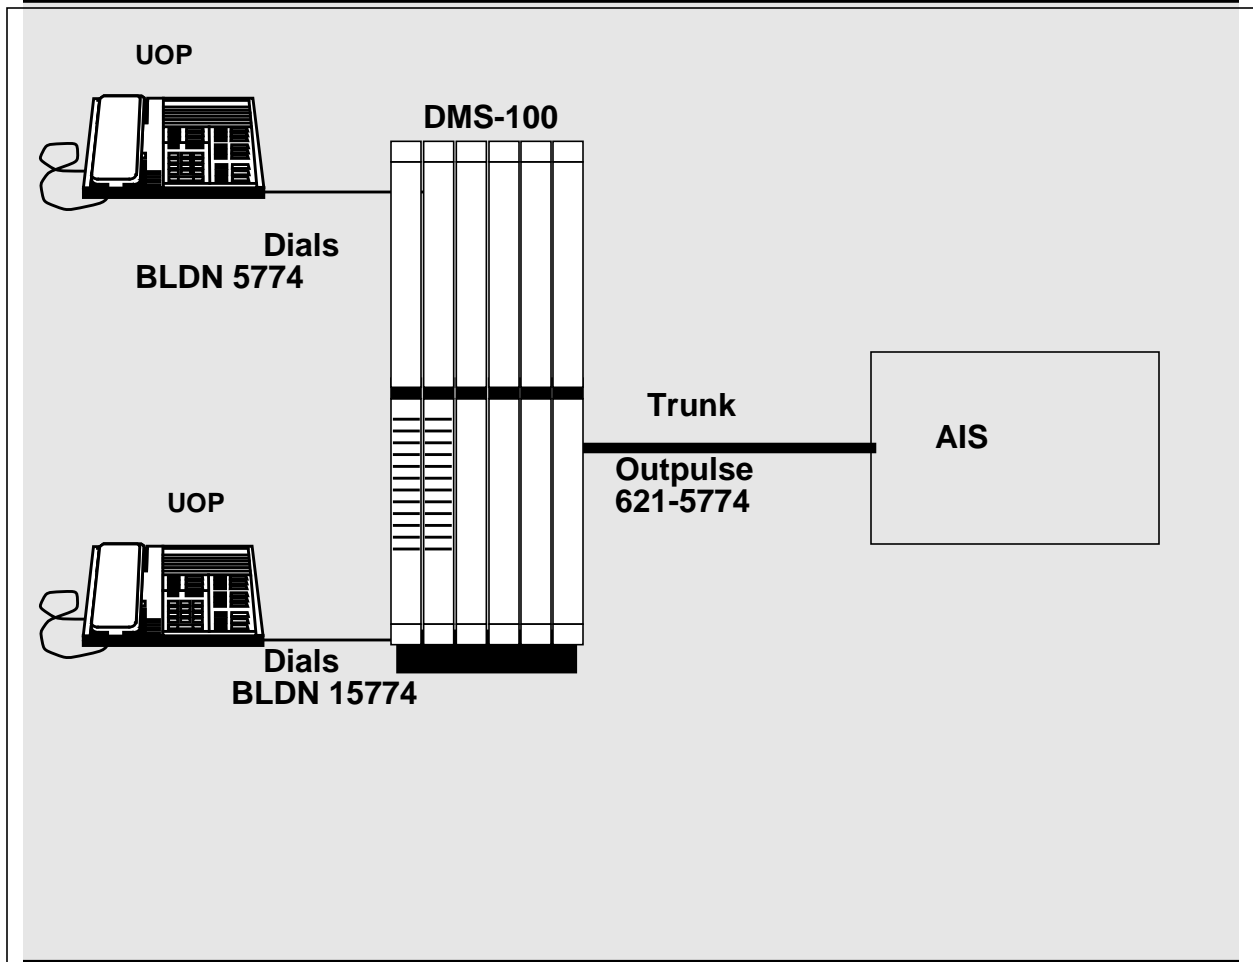 UOP
DMS-100
Dials
BLDN 5774
Trunk
AIS
Outpulse
621-5774
UOP
Dials
BLDN 15774